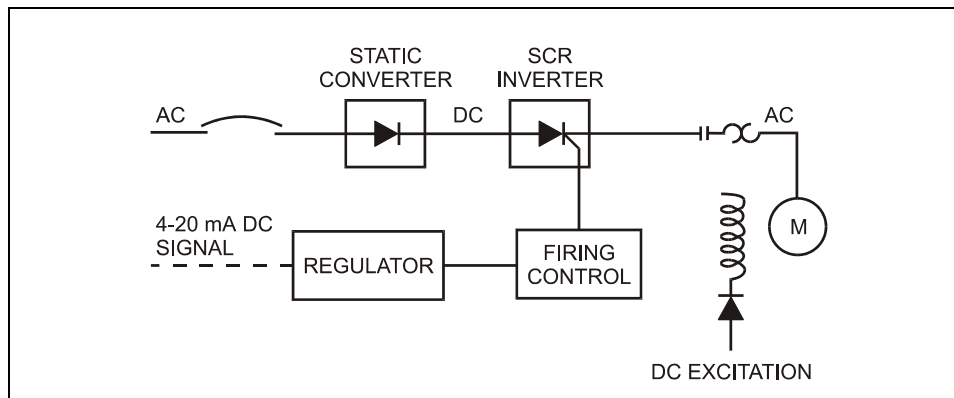 STATIC
CONVERTER
SCR
INVERTER
AC
DC
AC
4-20 mA DC
SIGNAL
REGULATOR
FIRING
CONTROL
M
DC EXCITATION